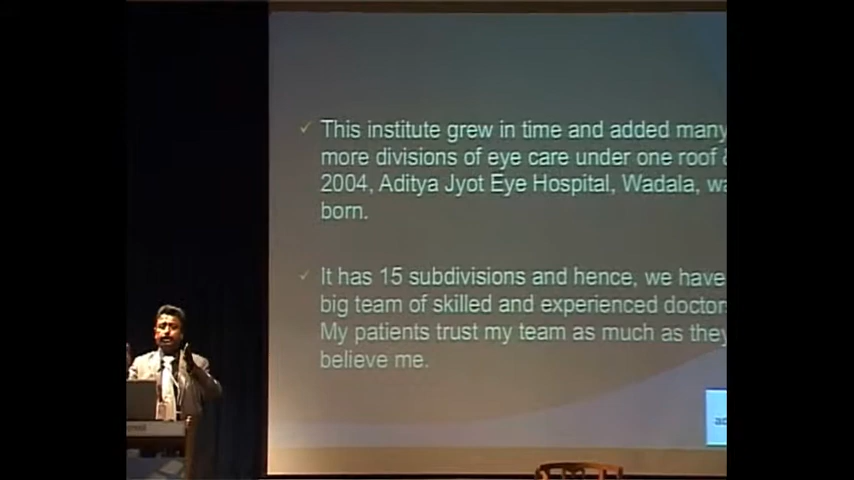 This institute grew in time and added many
more divisions of eye care under one roof &
2004, Aditya Jyot Eye Hospital, Wadala, wa
born.
It has 15 subdivisions and hence, we have
big team of skilled and experienced doctor
My patients trust my team as much as they
believe me.